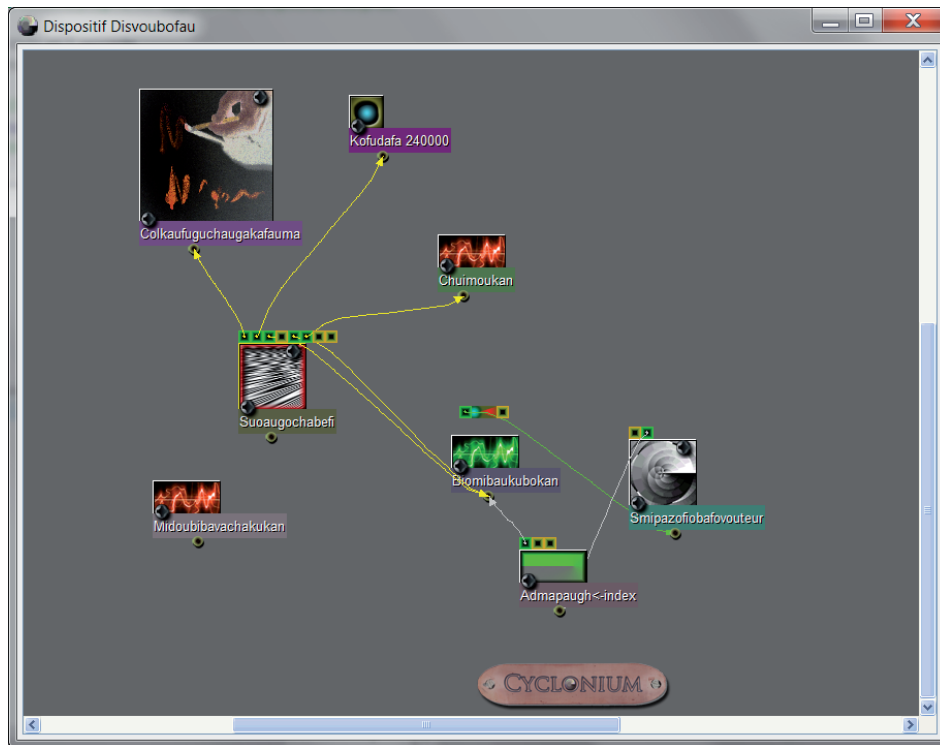 Dispositif Disvoubofau
Kofudafa 240000
Colkaufuguchaugakafauma
Chuimoukan
Suoaugochabefi
Biomibaukubokan
Midoubibavachakukan
Smipazofiobafovouteur
Admapaugh<-index
CYCLONIUM